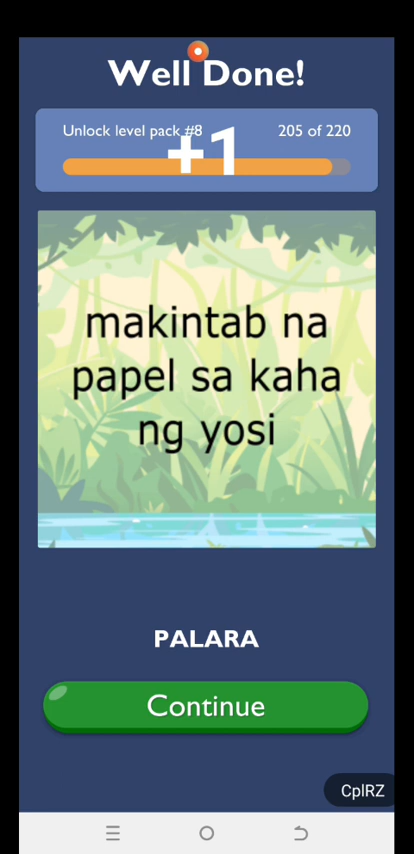 Well Done!
Unlock level pack #8 205 of 220
+1
makintab na
papel sa kaha
ng yosi
PALARA
Continue
CplRZ